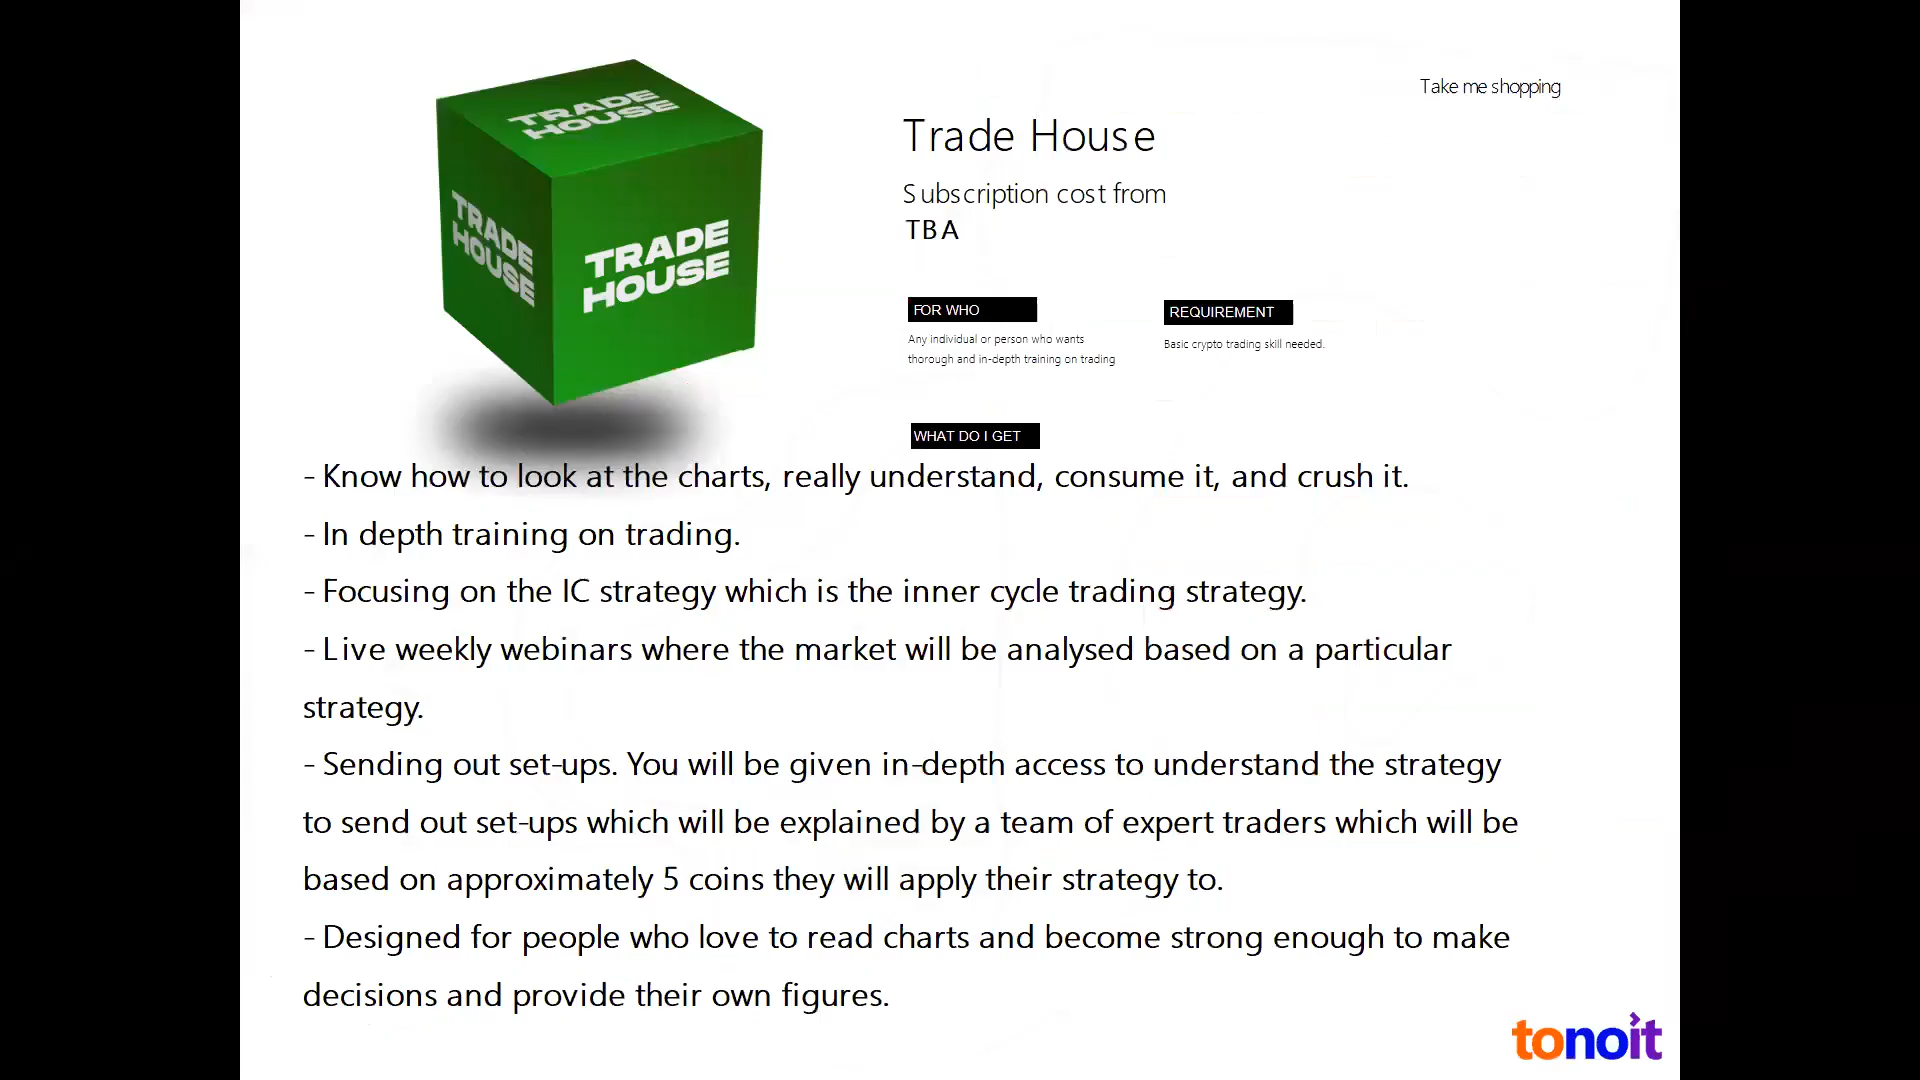 TRADE
HOUSE
TRADE
HOUSE
TRADE
HOUSE
Take me shopping
Trade House
Subscription cost from
TBA
FOR WHO
Any individual or person who wants
thorough and in-depth training on trading
REQUIREMENT
Basic crypto trading skill needed.
WHAT DO I GET
- Know how to look at the charts, really understand, consume it, and crush it.
- In depth training on trading.
- Focusing on the IC strategy which is the inner cycle trading strategy.
- Live weekly webinars where the market will be analysed based on a particular
strategy.
- Sending out set-ups. You will be given in-depth access to understand the strategy
to send out set-ups which will be explained by a team of expert traders which will be
based on approximately 5 coins they will apply their strategy to.
- Designed for people who love to read charts and become strong enough to make
decisions and provide their own figures.
tonoit